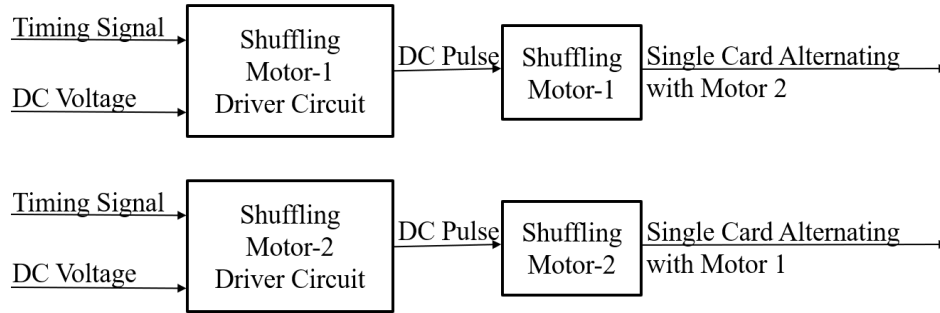 Timing Signal
DC Voltage
Shuffling
Motor-1
Driver Circuit
DC Pulse
Shuffling
Motor-1
Single Card Alternating
with Motor 2
Timing Signal
DC Voltage
Shuffling
Motor-2
Driver Circuit
DC Pulse
Shuffling
Motor-2
Single Card Alternating
with Motor 1